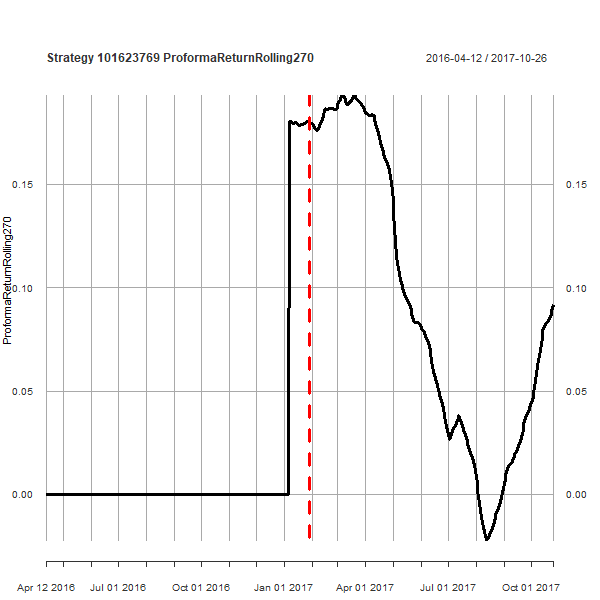 Strategy 101623769 ProformaReturnRolling270 2016-04-12 / 2017-10-26
ProformaReturnRolling270
0.15 0.15
0.10 0.10
0.05 0.05
0.00 0.00
Apr 12 2016 Jul 01 2016 Oct 01 2016 Jan 01 2017 Apr 01 2017 Jul 01 2017 Oct 01 2017